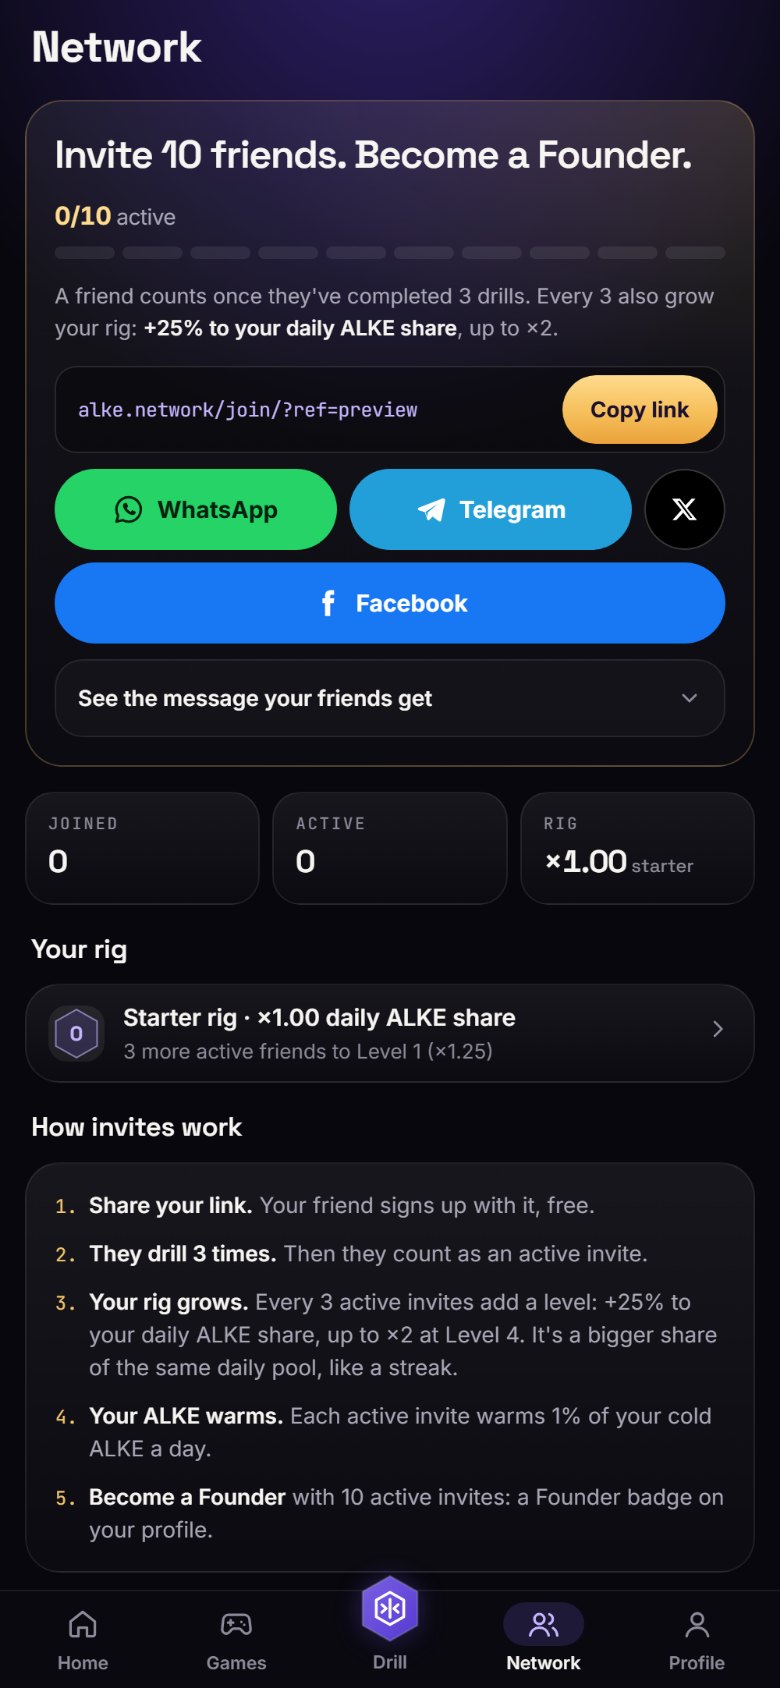 Network
Invite 10 friends. Become a Founder.
0/10 active
A friend counts once they've completed 3 drills. Every 3 also grow
your rig: +25% to your daily ALKE share, up to ×2.
alke.network/join/?ref=preview
Copy link
WhatsApp
Telegram
X
Facebook
See the message your friends get
JOINED
0
ACTIVE
0
RIG
×1.00 starter
Your rig
0
Starter rig · ×1.00 daily ALKE share
3 more active friends to Level 1 (×1.25)
How invites work
1. Share your link. Your friend signs up with it, free.
2. They drill 3 times. Then they count as an active invite.
3. Your rig grows. Every 3 active invites add a level: +25% to
your daily ALKE share, up to ×2 at Level 4. It's a bigger share
of the same daily pool, like a streak.
4. Your ALKE warms. Each active invite warms 1% of your cold
ALKE a day.
5. Become a Founder with 10 active invites: a Founder badge on
your profile.
Home
Games
Drill
Network
Profile